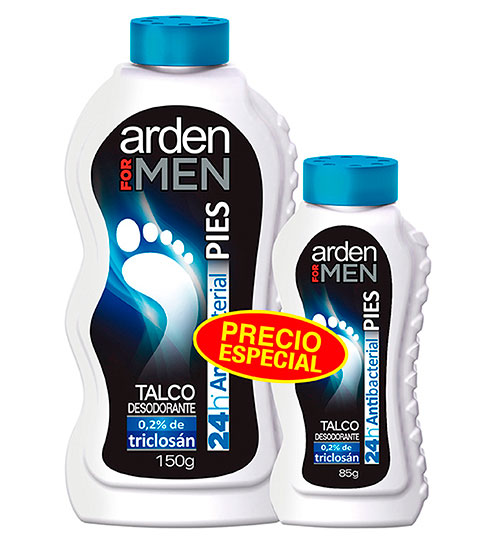 arden
FOR MEN
PIES
24h Antibacterial
TALCO
DESODORANTE
0,2% de
triclosán
150g
PRECIO
ESPECIAL
arden
FOR MEN
PIES
24h Antibacterial
TALCO
DESODORANTE
0,2% de
triclosán
85g